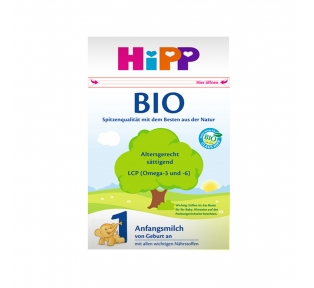 HiPP
Hier öffnen
BIO
Spitzenqualität mit dem Besten aus der Natur
BIO
Altersgerecht
sättigend
LCP (Omega-3 und -6)
1
Anfangsmilch
von Geburt an
mit allen wichtigen Nährstoffen